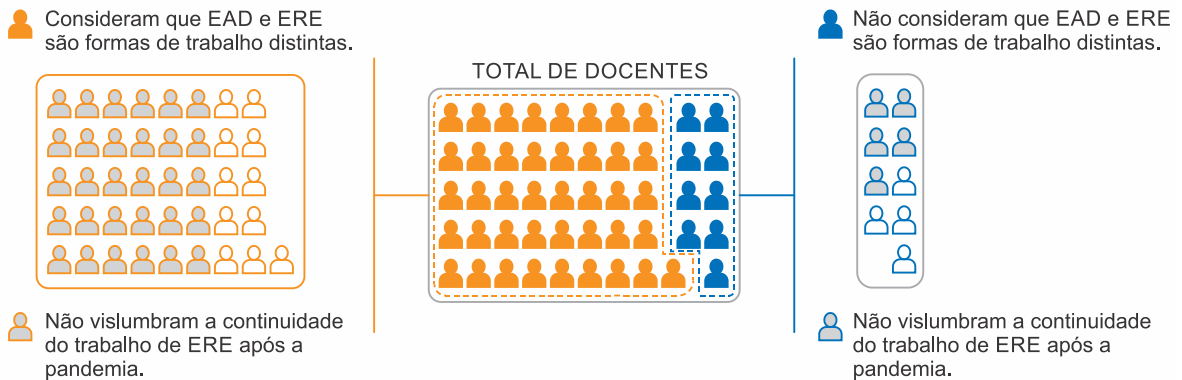 Consideram que EAD e ERE
são formas de trabalho distintas.
TOTAL DE DOCENTES
Não consideram que EAD e ERE
são formas de trabalho distintas.
Não vislumbram a continuidade
do trabalho de ERE após a
pandemia.
Não vislumbram a continuidade
do trabalho de ERE após a
pandemia.